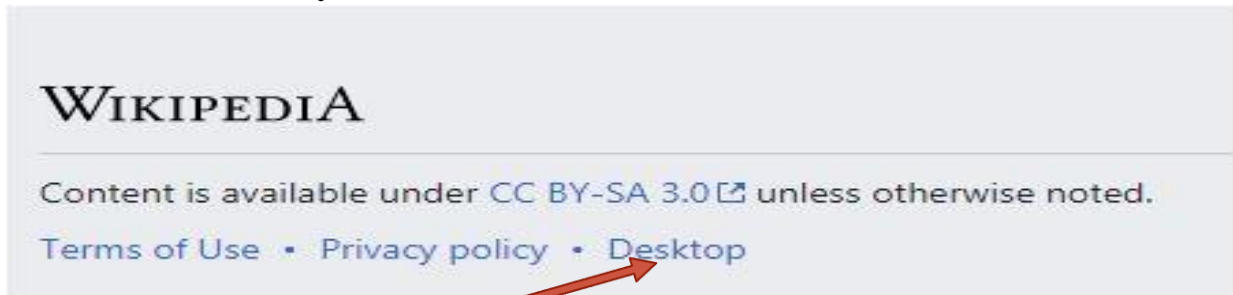 WIKIPEDIA
Content is available under CC BY-SA 3.0 unless otherwise noted.
Terms of Use • Privacy policy • Desktop